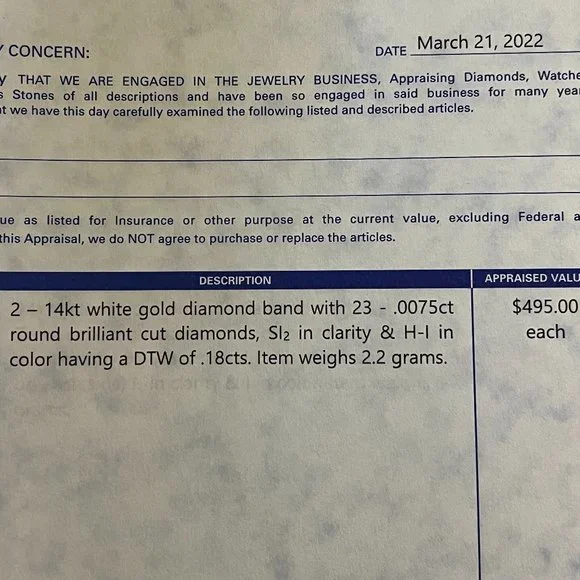 CONCERN:
DATE March 21, 2022
THAT WE ARE ENGAGED IN THE JEWELRY BUSINESS, Appraising Diamonds,
Stones of all descriptions and have been so engaged in said business for many
we have this day carefully examined the following listed and described articles.
as listed for Insurance or other purpose at the current value, excluding Federal
this Appraisal, we do NOT agree to purchase or replace the articles.
DESCRIPTION
APPRAISED
2 – 14kt white gold diamond band with 23 - .0075ct
round brilliant cut diamonds, SI₂ in clarity & H-I in
color having a DTW of .18cts. Item weighs 2.2 grams.
$495.00
each